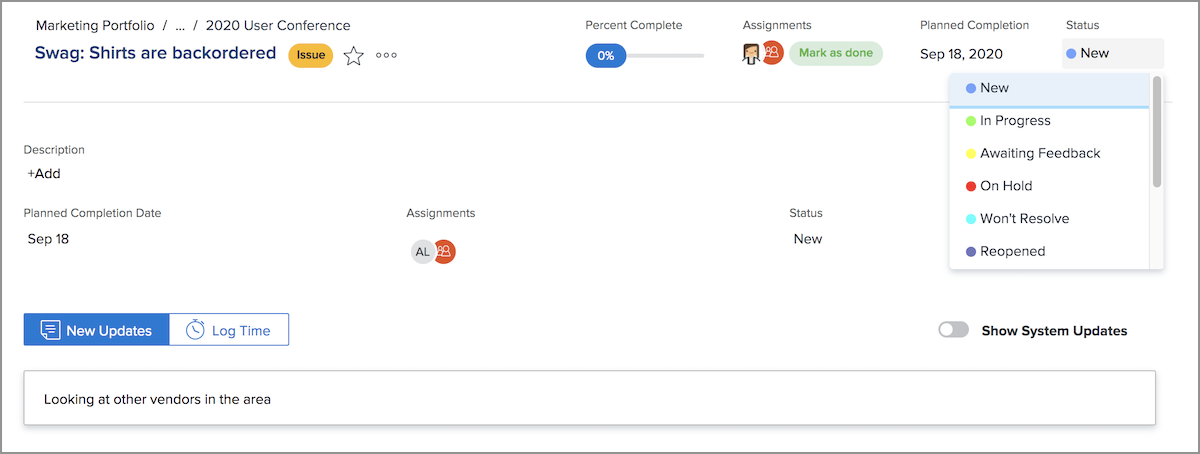 Marketing Portfolio / ... / 2020 User Conference
Swag: Shirts are backordered
Issue
Percent Complete
0%
Assignments
Mark as done
Planned Completion
Sep 18, 2020
Status
New
New
In Progress
Awaiting Feedback
On Hold
Won't Resolve
Reopened
Description
+Add
Planned Completion Date
Sep 18
Assignments
AL
Status
New
New Updates
Log Time
Show System Updates
Looking at other vendors in the area